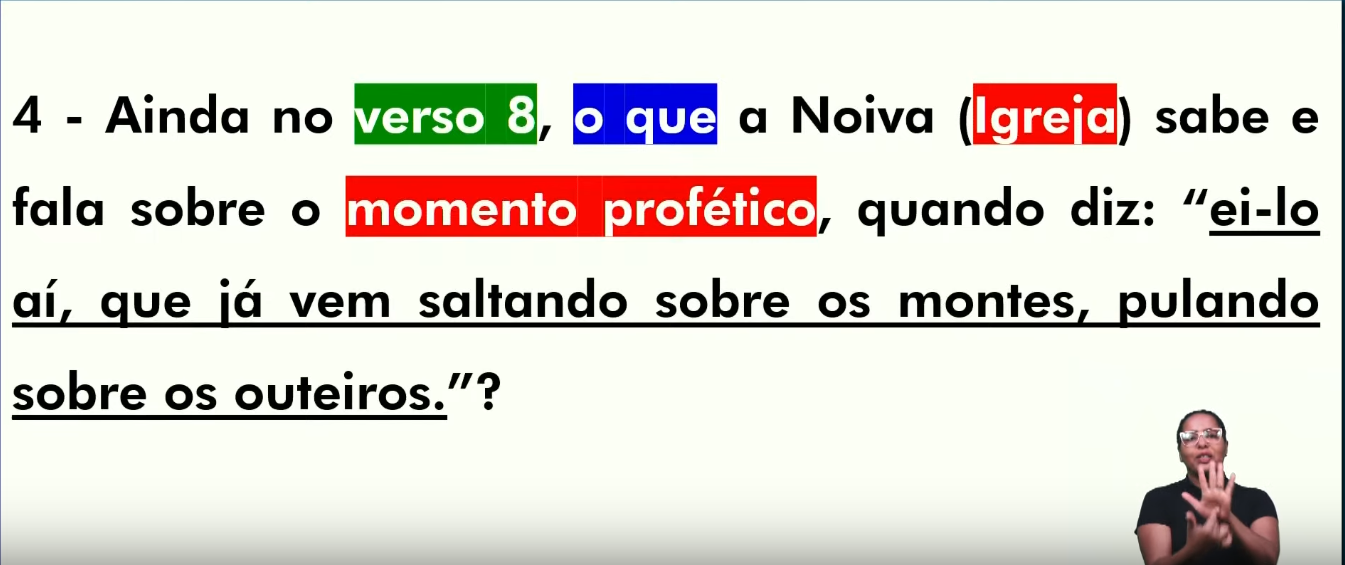 4 - Ainda no verso 8, o que a Noiva (Igreja) sabe e
fala sobre o momento profético, quando diz: “ei-lo
aí, que já vem saltando sobre os montes, pulando
sobre os outeiros.”?